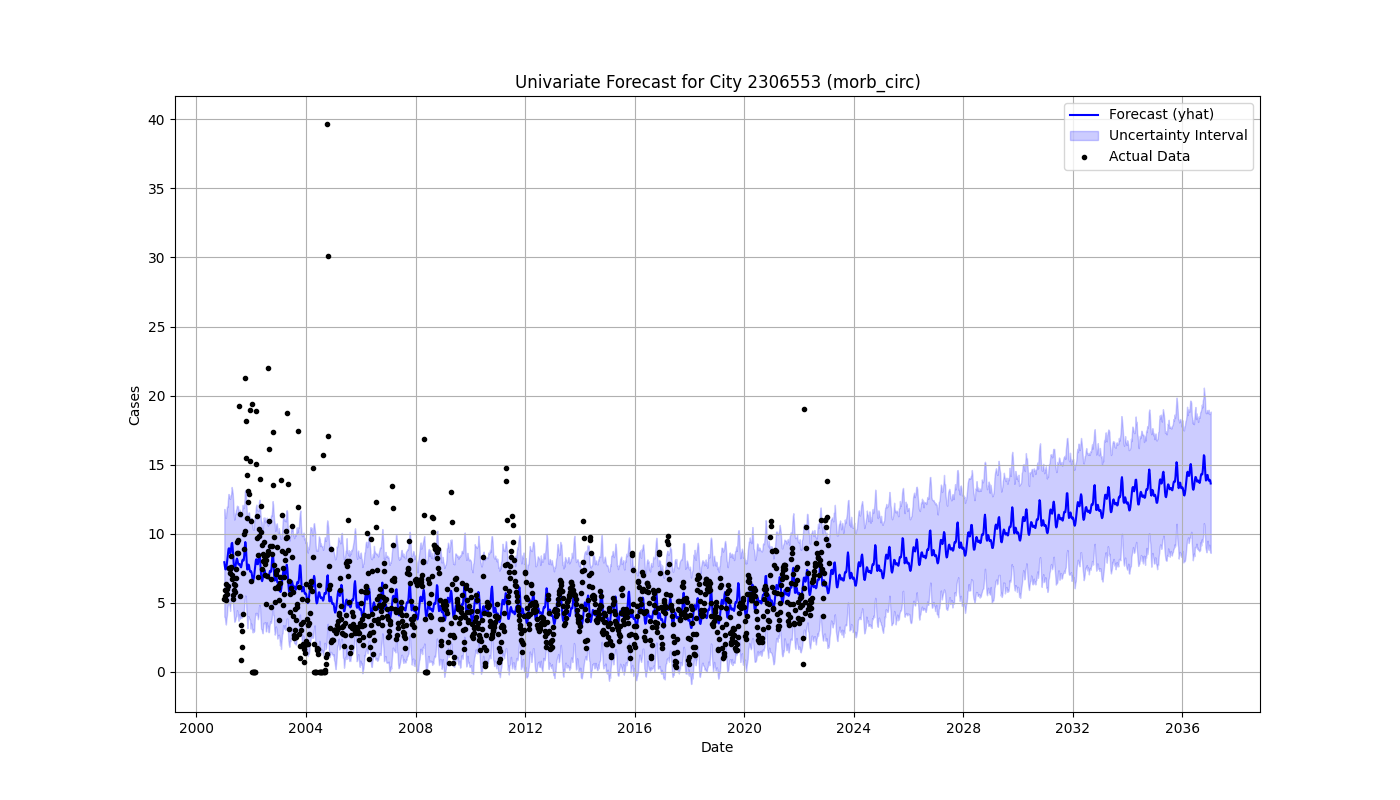 Univariate Forecast for City 2306553 (morb_circ)
Forecast (yhat)
Uncertainty Interval
Actual Data
Cases
40
35
30
25
20
15
10
5
0
2000 2004 2008 2012 2016 2020 2024 2028 2032 2036
Date